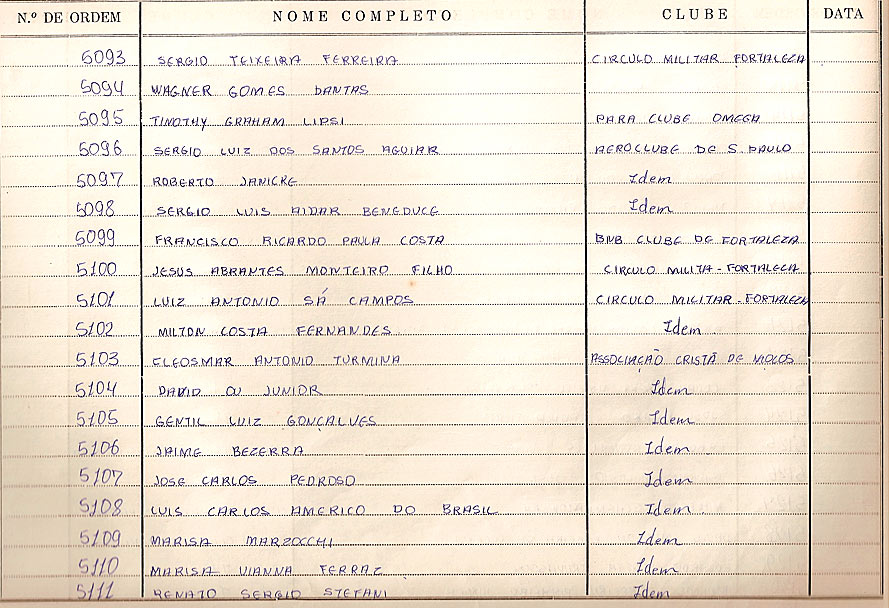 N.º DE ORDEM NOME COMPLETO CLUBE DATA
5093 SERGIO TEIXEIRA FERREIRA CIRCULO MILITAR FORTALEZA
5094 WAGNER GOMES DANTAS
5095 TIMOTHY GRAHAM LIPSI PARA CLUBE OMEGA
5096 SERGIO LUIZ DOS SANTOS AGUIAR AEROCLUBE DE S. PAULO
5097 ROBERTO JANICRE Idem
5098 SERGIO LUIS AIDAR BENEDUCE Idem
5099 FRANCISCO RICARDO PAULA COSTA BNB CLUBE DE FORTALEZA
5100 JESUS ABRANTES MONTEIRO FILHO CIRCULO MILITA - FORTALECA
5101 LUIZ ANTONIO SÁ CAMPOS CIRCULO MILITAR - FORTALEZA
5102 MILTON COSTA FERNANDES Idem
5103 CLEOSMAR ANTONIO TURMINA ASSOCIAÇÃO CRISTÃ DE MOÇOS
5104 DAVID OU JUNIOR Idem
5105 GENTIL LUIZ GONÇALVES Idem
5106 JAIME BEZERRA Idem
5107 JOSE CARLOS PEDROSO Idem
5108 LUIS CARLOS AMERICO DO BRASIL Idem
5109 MARISA MARZOCCHI Idem
5110 MARISA VIANNA FERRAZ Idem
5111 RENATO SERGIO STEFANI Idem